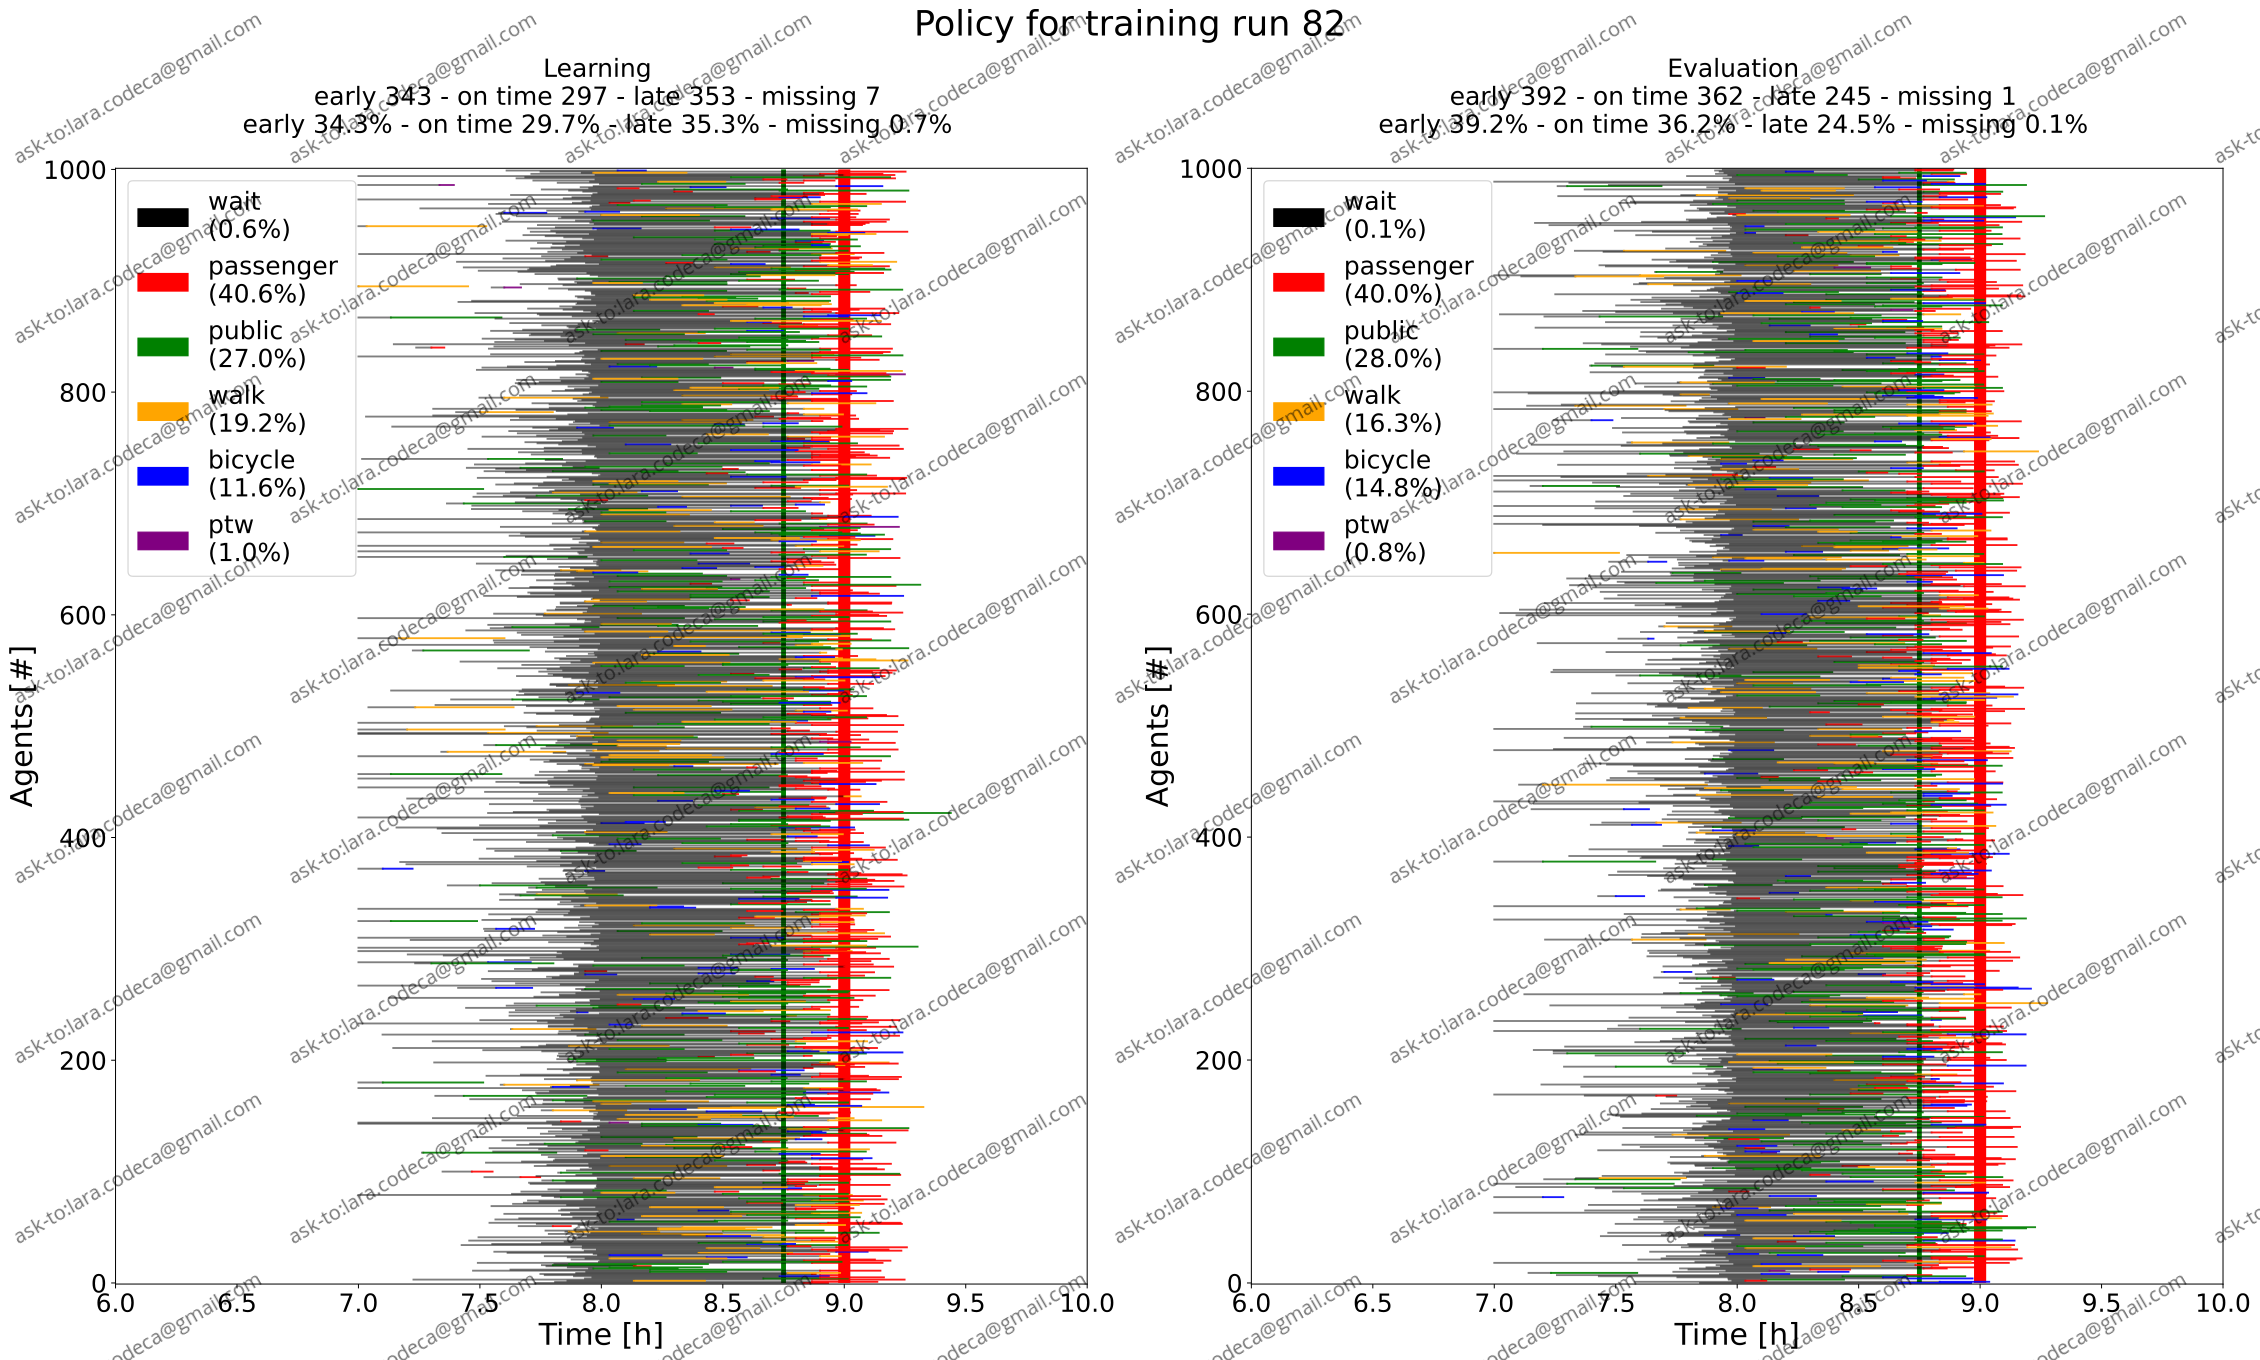 Policy for training run 82
Learning
early 343 - on time 297 - late 353 - missing 7
early 34.3% - on time 29.7% - late 35.3% - missing 0.7%
1000
800
600
400
200
0
Agents [#]
wait
(0.6%)
passenger
(40.6%)
public
(27.0%)
walk
(19.2%)
bicycle
(11.6%)
ptw
(1.0%)
6.0 6.5 7.0 7.5 8.0 8.5 9.0 9.5 10.0
Time [h]
Evaluation
early 392 - on time 362 - late 245 - missing 1
early 39.2% - on time 36.2% - late 24.5% - missing 0.1%
1000
800
600
400
200
0
Agents [#]
wait
(0.1%)
passenger
(40.0%)
public
(28.0%)
walk
(16.3%)
bicycle
(14.8%)
ptw
(0.8%)
6.0 6.5 7.0 7.5 8.0 8.5 9.0 9.5 10.0
Time [h]
ask-to:lara.codeca@gmail.com